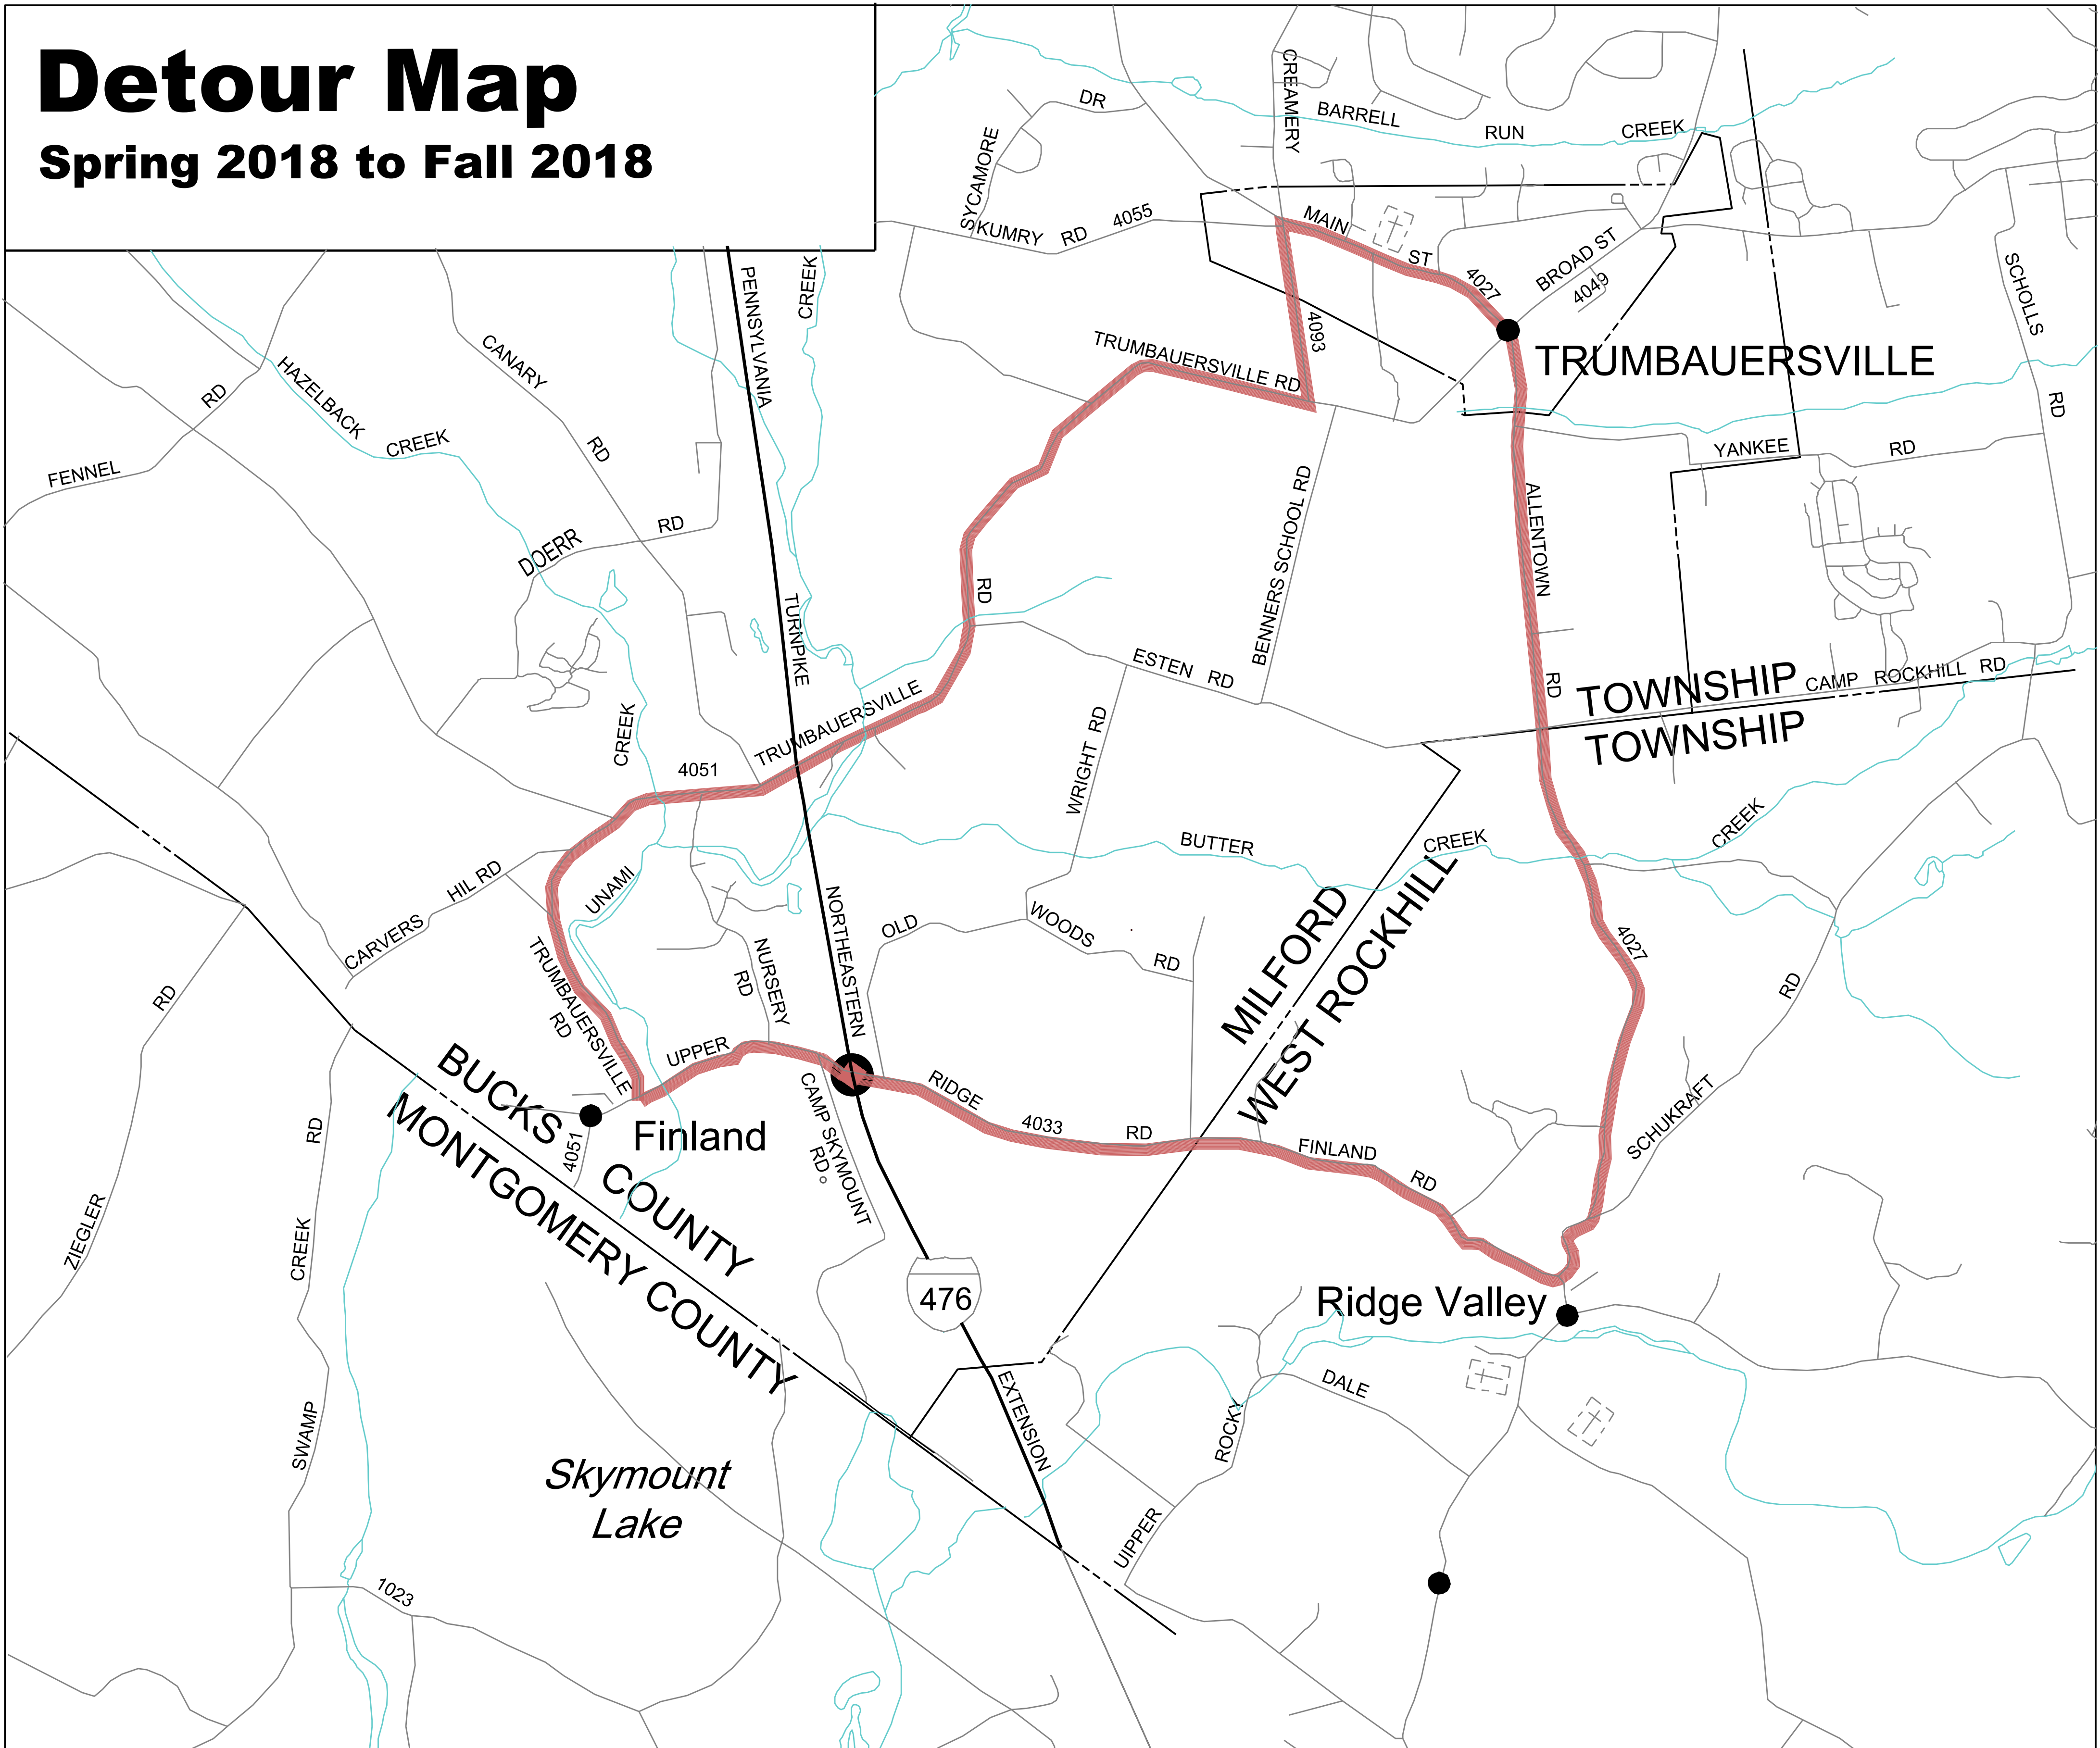 Detour Map
Spring 2018 to Fall 2018
DR
SYCAMORE
CREAMERY
BARRELL
RUN
CREEK
SKUMRY
RD
4055
MAIN
ST
4027
BROAD ST
4049
TRUMBAUERSVILLE
SCHOLLS
RD
PENNSYLVANIA
CREEK
HAZELBACK
CREEK
CANARY
RD
RD
FENNEL
TRUMBAUERSVILLE RD
4093
YANKEE
RD
DOERR
RD
BENNERS SCHOOL RD
ALLENTOWN
RD
TURNPIKE
RD
ESTEN
RD
TOWNSHIP
TOWNSHIP
CAMP
ROCKHILL
RD
CREEK
TRUMBAUERSVILLE
4051
WRIGHT RD
BUTTER
CREEK
CREEK
CARVERS
HIL RD
UNAMI
NORTHEASTERN
OLD
WOODS
RD
MILFORD
WEST ROCKHILL
4027
RD
RD
TRUMBAUERSVILLE
RD
NURSERY
RD
UPPER
RIDGE
4033
RD
FINLAND
RD
SCHUKRAFT
CAMP SKYMOUNT
RD
BUCKS
COUNTY
MONTGOMERY COUNTY
Finland
4051
RD
CREEK
SWAMP
ZIEGLER
476
Ridge Valley
EXTENSION
DALE
ROCKY
UIPPER
Skymount
Lake
1023